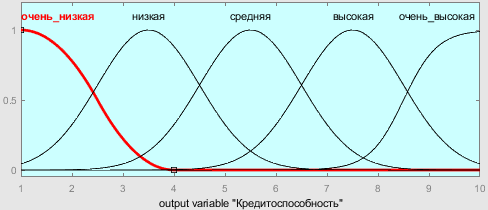 очень_низкая низкая средняя высокая очень_высокая
1
0.5
0
1 2 3 4 5 6 7 8 9 10
output variable "Кредитоспособность"